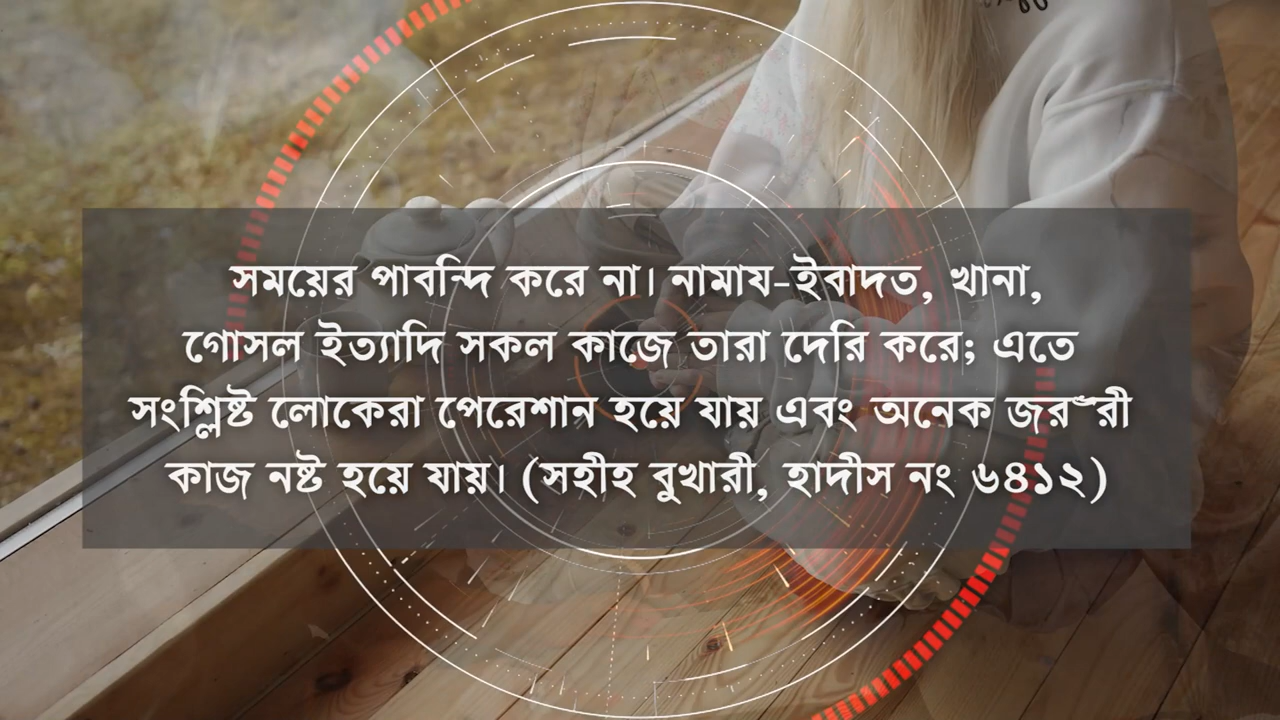 সময়ের পাবন্দি করে না। নামায-ইবাদত, খানা,
গোসল ইত্যাদি সকল কাজে তারা দেরি করে; এতে
সংশ্লিষ্ট লোকেরা পেরেশান হয়ে যায় এবং অনেক জর“রী
কাজ নষ্ট হয়ে যায়। (সহীহ বুখারী, হাদীস নং ৬৪১২)